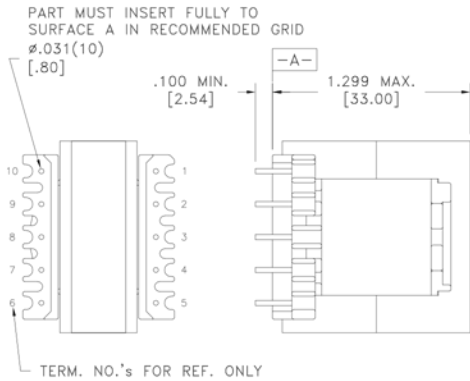 PART MUST INSERT FULLY TO
SURFACE A IN RECOMMENDED GRID
ø.031(10)
[.80]
-A-
.100 MIN.
[2.54]
1.299 MAX.
[33.00]
10
1
9
2
8
3
7
4
6
5
TERM. NO.'s FOR REF. ONLY